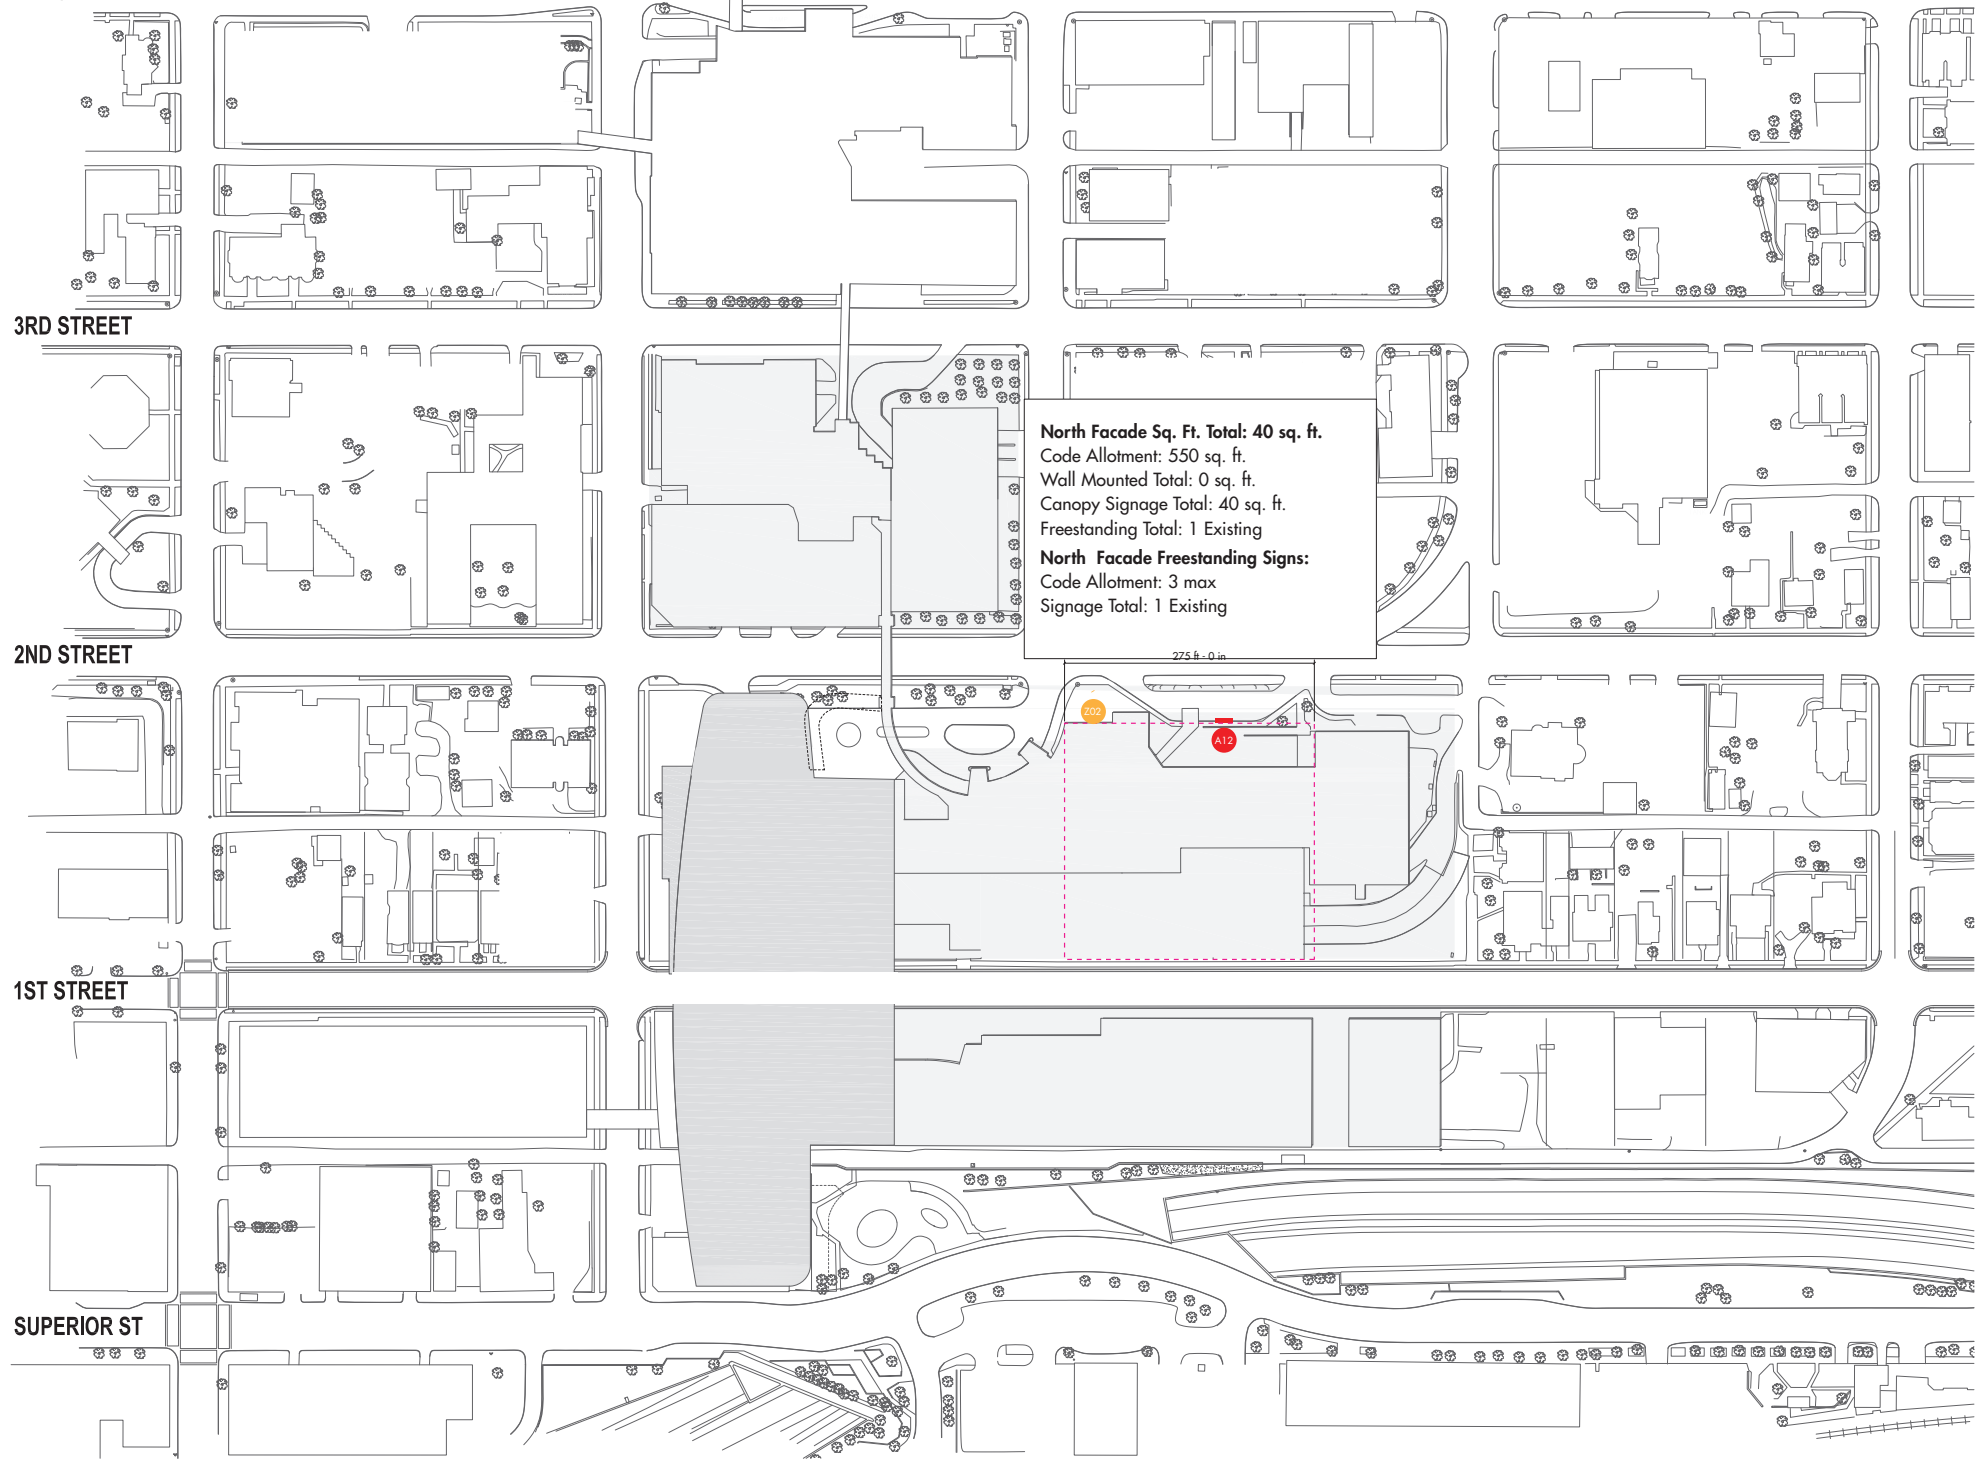 3RD STREET
North Facade Sq. Ft. Total: 40 sq. ft.
Code Allotment: 550 sq. ft.
Wall Mounted Total: 0 sq. ft.
Canopy Signage Total: 40 sq. ft.
Freestanding Total: 1 Existing
North Facade Freestanding Signs:
Code Allotment: 3 max
Signage Total: 1 Existing
2ND STREET
275 ft - 0 in
Z02
A12
1ST STREET
SUPERIOR ST